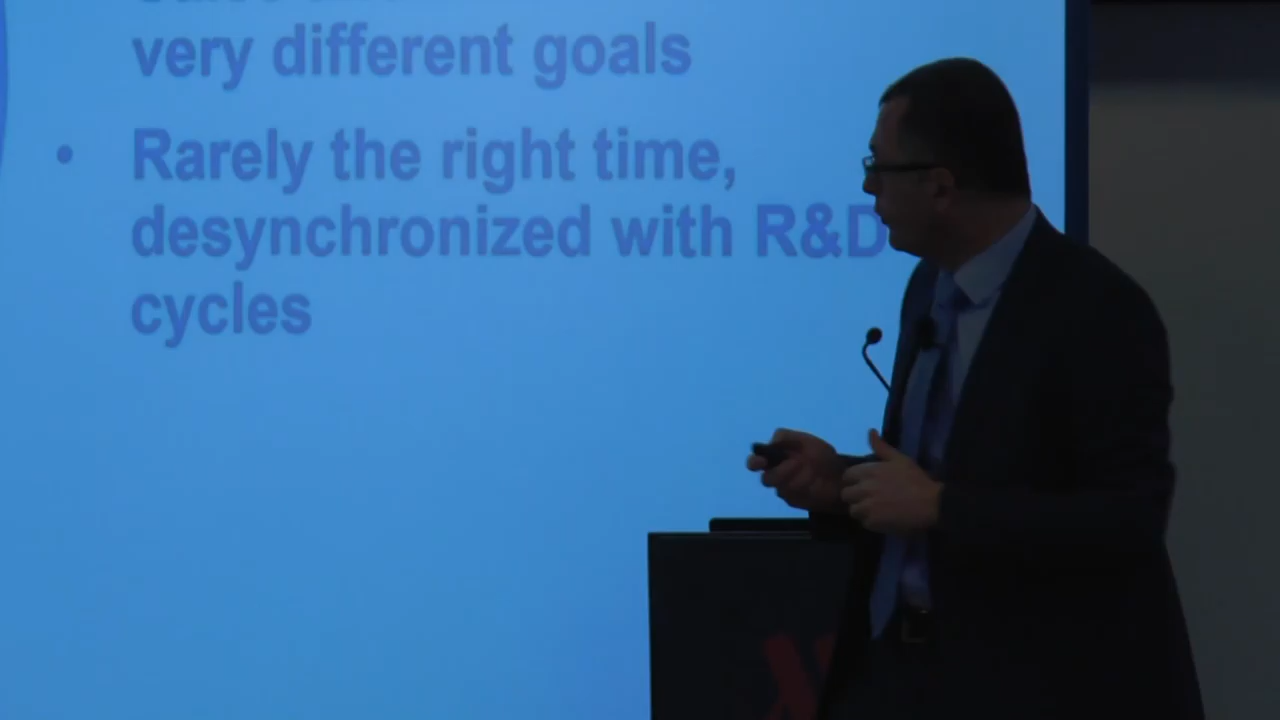 very different goals
• Rarely the right time,
desynchronized with R&D
cycles